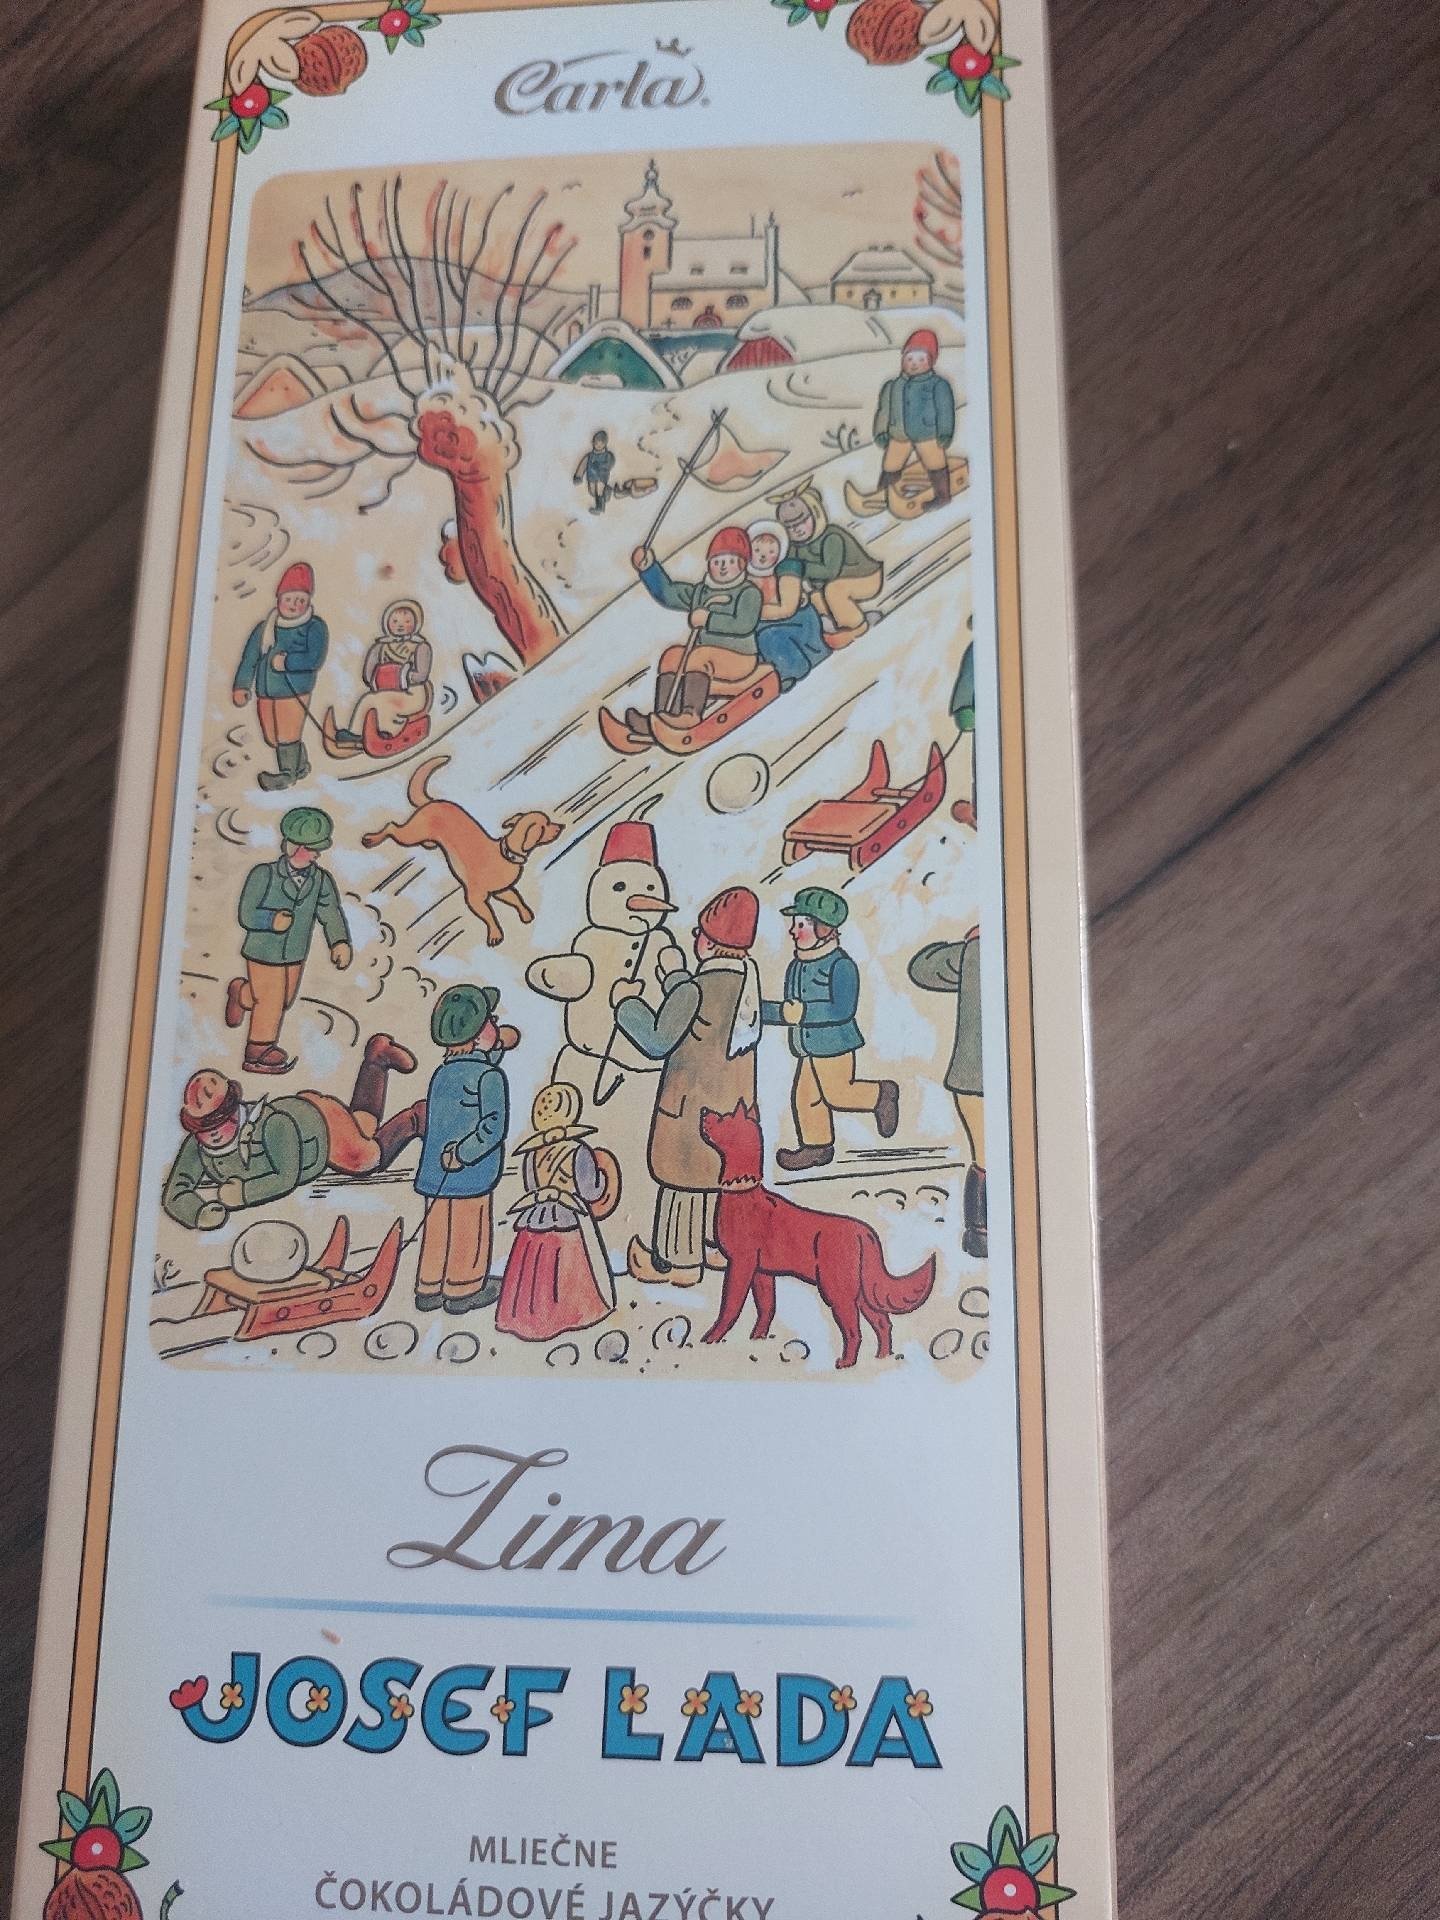 Carla.
Zima
JOSEF LADA
MLIEČNE
ČOKOLÁDOVÉ JAZÝČKY